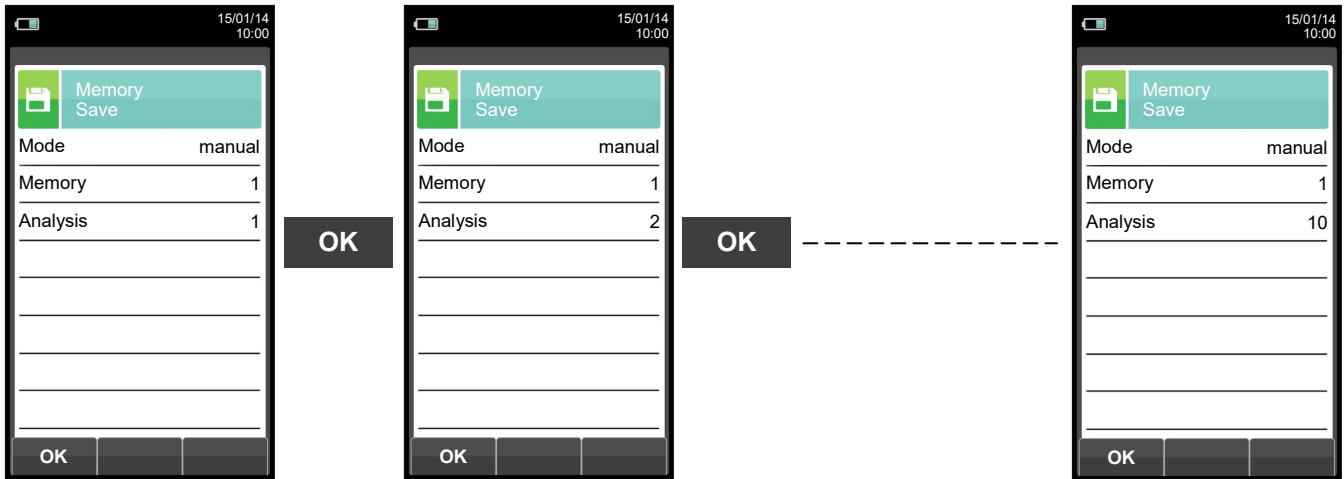 15/01/14
10:00
Memory
Save
Mode manual
Memory 1
Analysis 1
OK
OK
15/01/14
10:00
Memory
Save
Mode manual
Memory 1
Analysis 2
OK
OK
15/01/14
10:00
Memory
Save
Mode manual
Memory 1
Analysis 10
OK